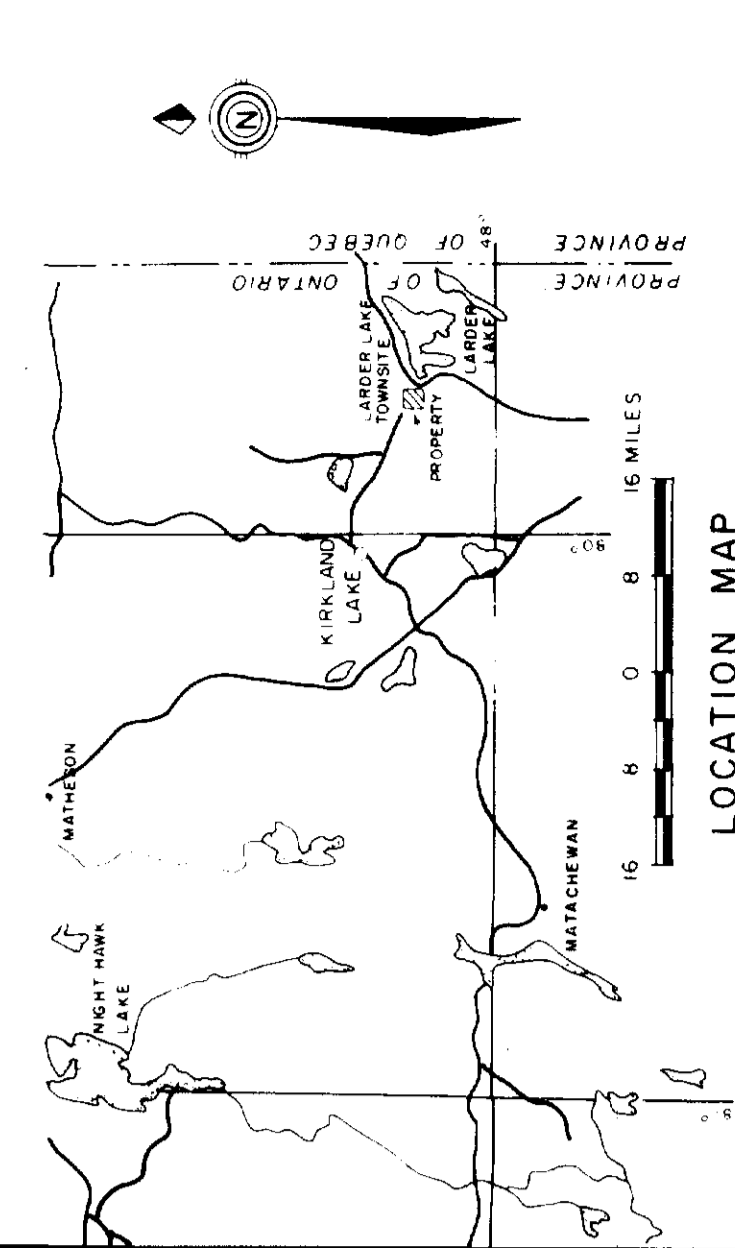 N
PROVINCE OF QUEBEC
PROVINCE OF ONTARIO
48°
LARDER LAKE
TOWNSITE
LARDER
LAKE
PROPERTY
KIRKLAND
LAKE
80°
MATHESON
NIGHT HAWK
LAKE
MATACHEWAN
16 8 0 8 16 MILES
LOCATION MAP